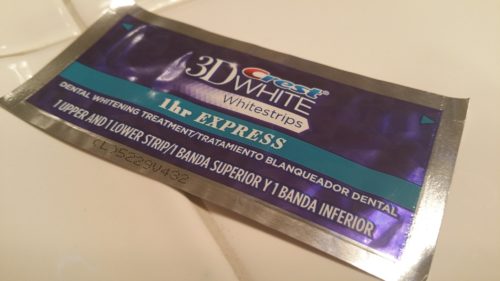 Crest
3D WHITE
Whitestrips
1hr EXPRESS
DENTAL WHITENING TREATMENT/TRATAMIENTO BLANQUEADOR DENTAL
1 UPPER AND 1 LOWER STRIP/1 BANDA SUPERIOR Y 1 BANDA INFERIOR
(L)5229V432